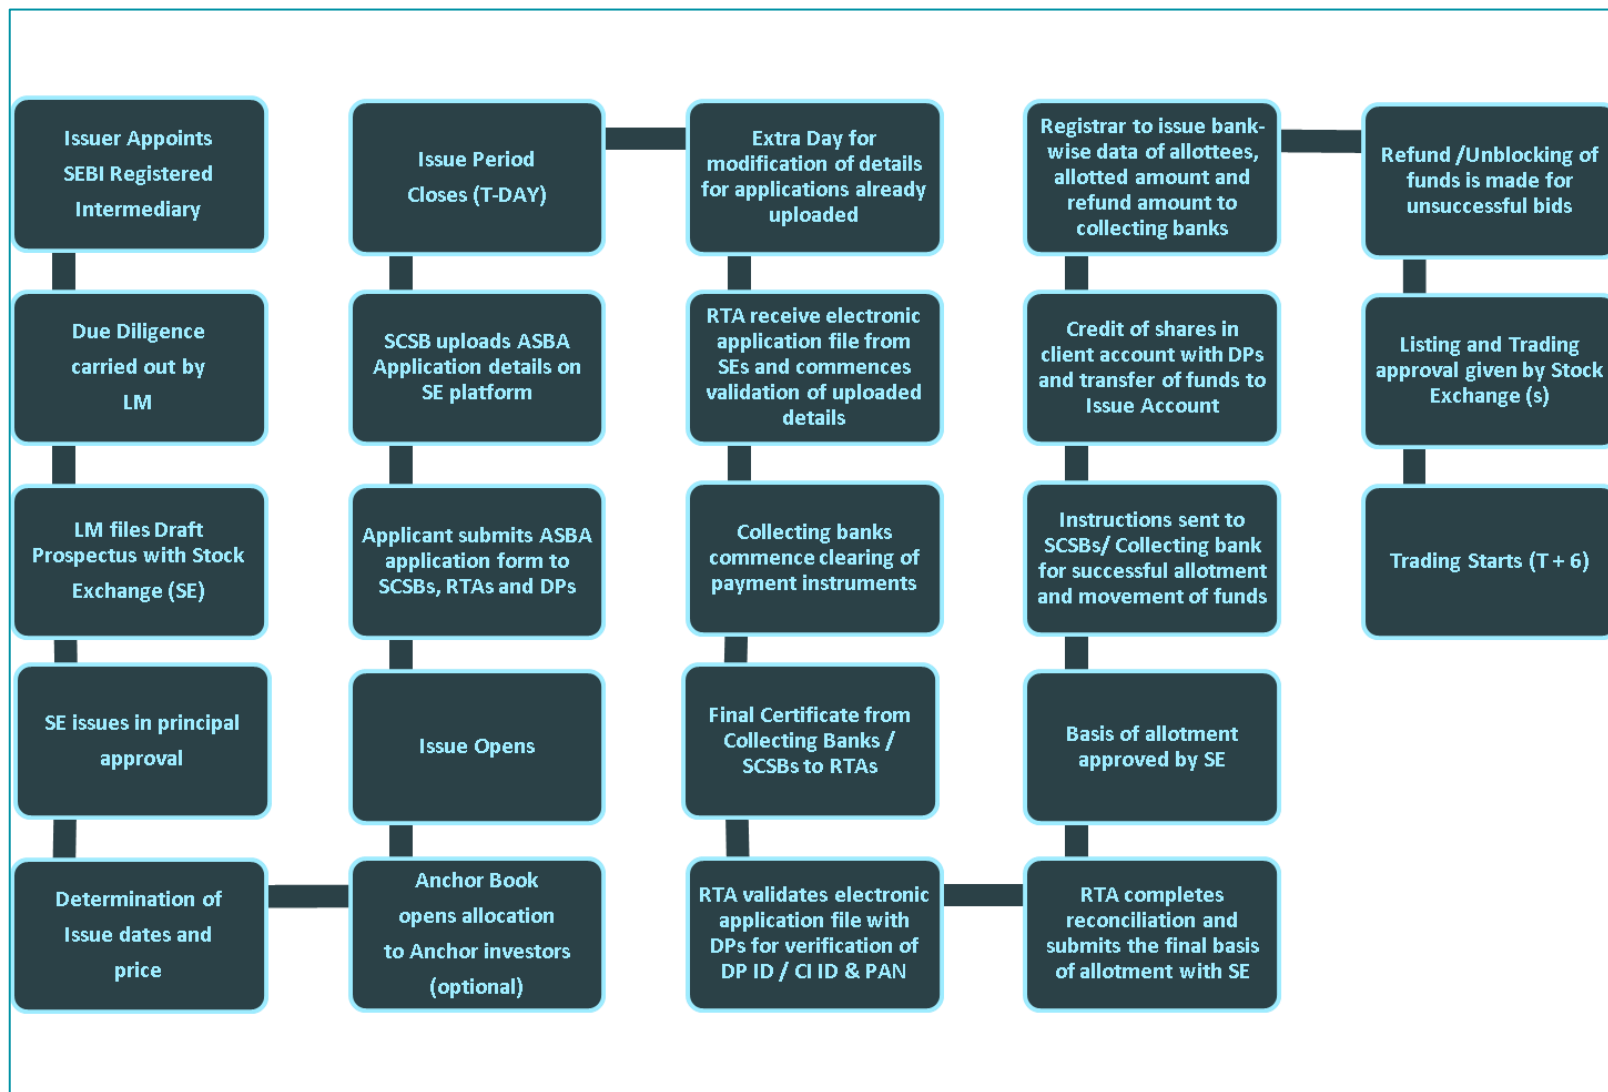 Issuer Appoints
SEBI Registered
Intermediary
Due Diligence
carried out by
LM
LM files Draft
Prospectus with Stock
Exchange (SE)
SE issues in principal
approval
Determination of
Issue dates and
price
Anchor Book
opens allocation
to Anchor investors
(optional)
Issue Opens
Applicant submits ASBA
application form to
SCSBs, RTAs and DPs
SCSB uploads ASBA
Application details on
SE platform
Issue Period
Closes (T-DAY)
Extra Day for
modification of details
for applications already
uploaded
RTA receive electronic
application file from
SEs and commences
validation of uploaded
details
Collecting banks
commence clearing of
payment instruments
Final Certificate from
Collecting Banks /
SCSBs to RTAs
RTA validates electronic
application file with
DPs for verification of
DP ID / CI ID & PAN
RTA completes
reconciliation and
submits the final basis
of allotment with SE
Basis of allotment
approved by SE
Instructions sent to
SCSBs/ Collecting bank
for successful allotment
and movement of funds
Credit of shares in
client account with DPs
and transfer of funds to
Issue Account
Registrar to issue bank-
wise data of allottees,
allotted amount and
refund amount to
collecting banks
Refund /Unblocking of
funds is made for
unsuccessful bids
Listing and Trading
approval given by Stock
Exchange (s)
Trading Starts (T + 6)